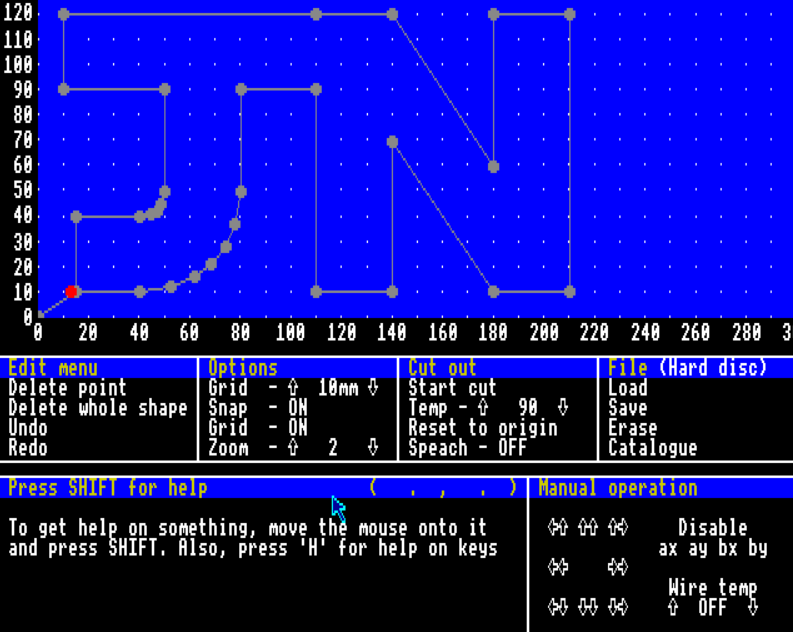 120
110
100
90
80
70
60
50
40
30
20
10
0
0 20 40 60 80 100 120 140 160 180 200 220 240 260 280 3
Edit menu
Delete point
Delete whole shape
Undo
Redo
Options
Grid - ⇧ 10mm ⇩
Snap - ON
Grid - ON
Zoom - ⇧ 2 ⇩
Cut out
Start cut
Temp - ⇧ 90 ⇩
Reset to origin
Speach - OFF
File (Hard disc)
Load
Save
Erase
Catalogue
Press SHIFT for help ( . , . )
To get help on something, move the mouse onto it
and press SHIFT. Also, press 'H' for help on keys
Manual operation
Disable
ax ay bx by
Wire temp
⇧ OFF ⇩